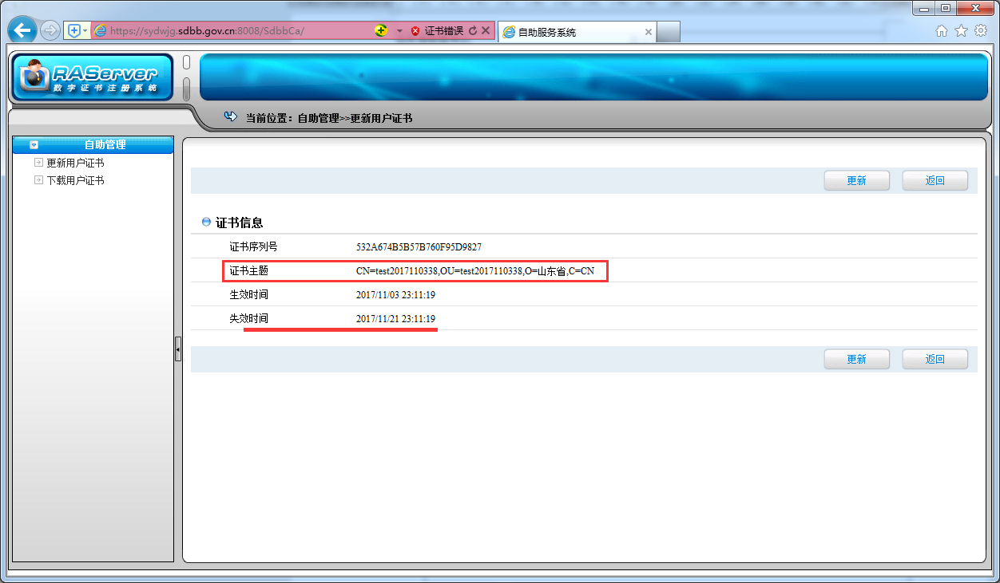 https://sydwjg.sdbb.gov.cn:8008/SdbbCa/
证书错误
自助服务系统
RAServer
数字证书注册系统
当前位置：自助管理>>更新用户证书
自助管理
更新用户证书
下载用户证书
更新
返回
证书信息
证书序列号 532A674B5B57B760F95D9827
证书主题 CN=test2017110338,OU=test2017110338,O=山东省,C=CN
生效时间 2017/11/03 23:11:19
失效时间 2017/11/21 23:11:19
更新
返回